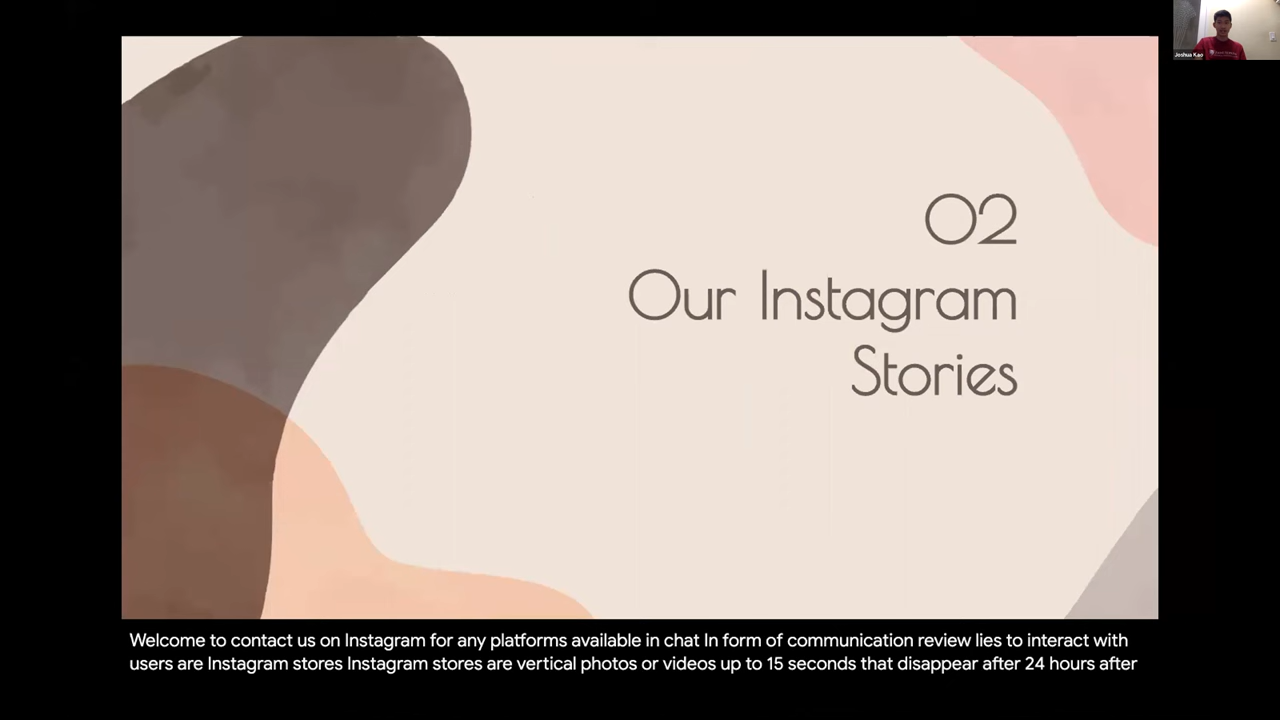 Joshua Kao
02
Our Instagram
Stories
Welcome to contact us on Instagram for any platforms available in chat In form of communication review lies to interact with
users are Instagram stores Instagram stores are vertical photos or videos up to 15 seconds that disappear after 24 hours after